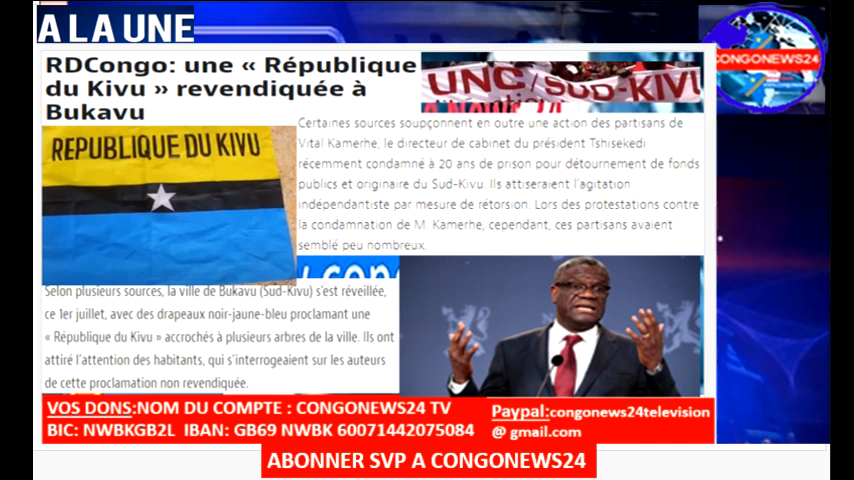 A LA UNE
CONGONEWS24
RDCongo: une « République
du Kivu » revendiquée à
Bukavu
UNC/SUD-KIVU
REPUBLIQUE DU KIVU
Certaines sources soupçonnent en outre une action des partisans de
Vital Kamerhe, le directeur de cabinet du président Tshisekedi
récemment condamné à 20 ans de prison pour détournement de fonds
publics et originaire du Sud-Kivu. Ils attiseraient l'agitation
indépendantiste par mesure de rétorsion. Lors des protestations contre
la condamnation de M. Kamerhe, cependant, ces partisans avaient
semblé peu nombreux.
Selon plusieurs sources, la ville de Bukavu (Sud-Kivu) s'est réveillée,
ce 1er juillet, avec des drapeaux noir-jaune-bleu proclamant une
« République du Kivu » accrochés à plusieurs arbres de la ville. Ils ont
attiré l'attention des habitants, qui s'interrogeaient sur les auteurs
de cette proclamation non revendiquée.
VOS DONS:NOM DU COMPTE : CONGONEWS24 TV
BIC: NWBKGB2L IBAN: GB69 NWBK 60071442075084
Paypal:congonews24television
@ gmail.com
ABONNER SVP A CONGONEWS24